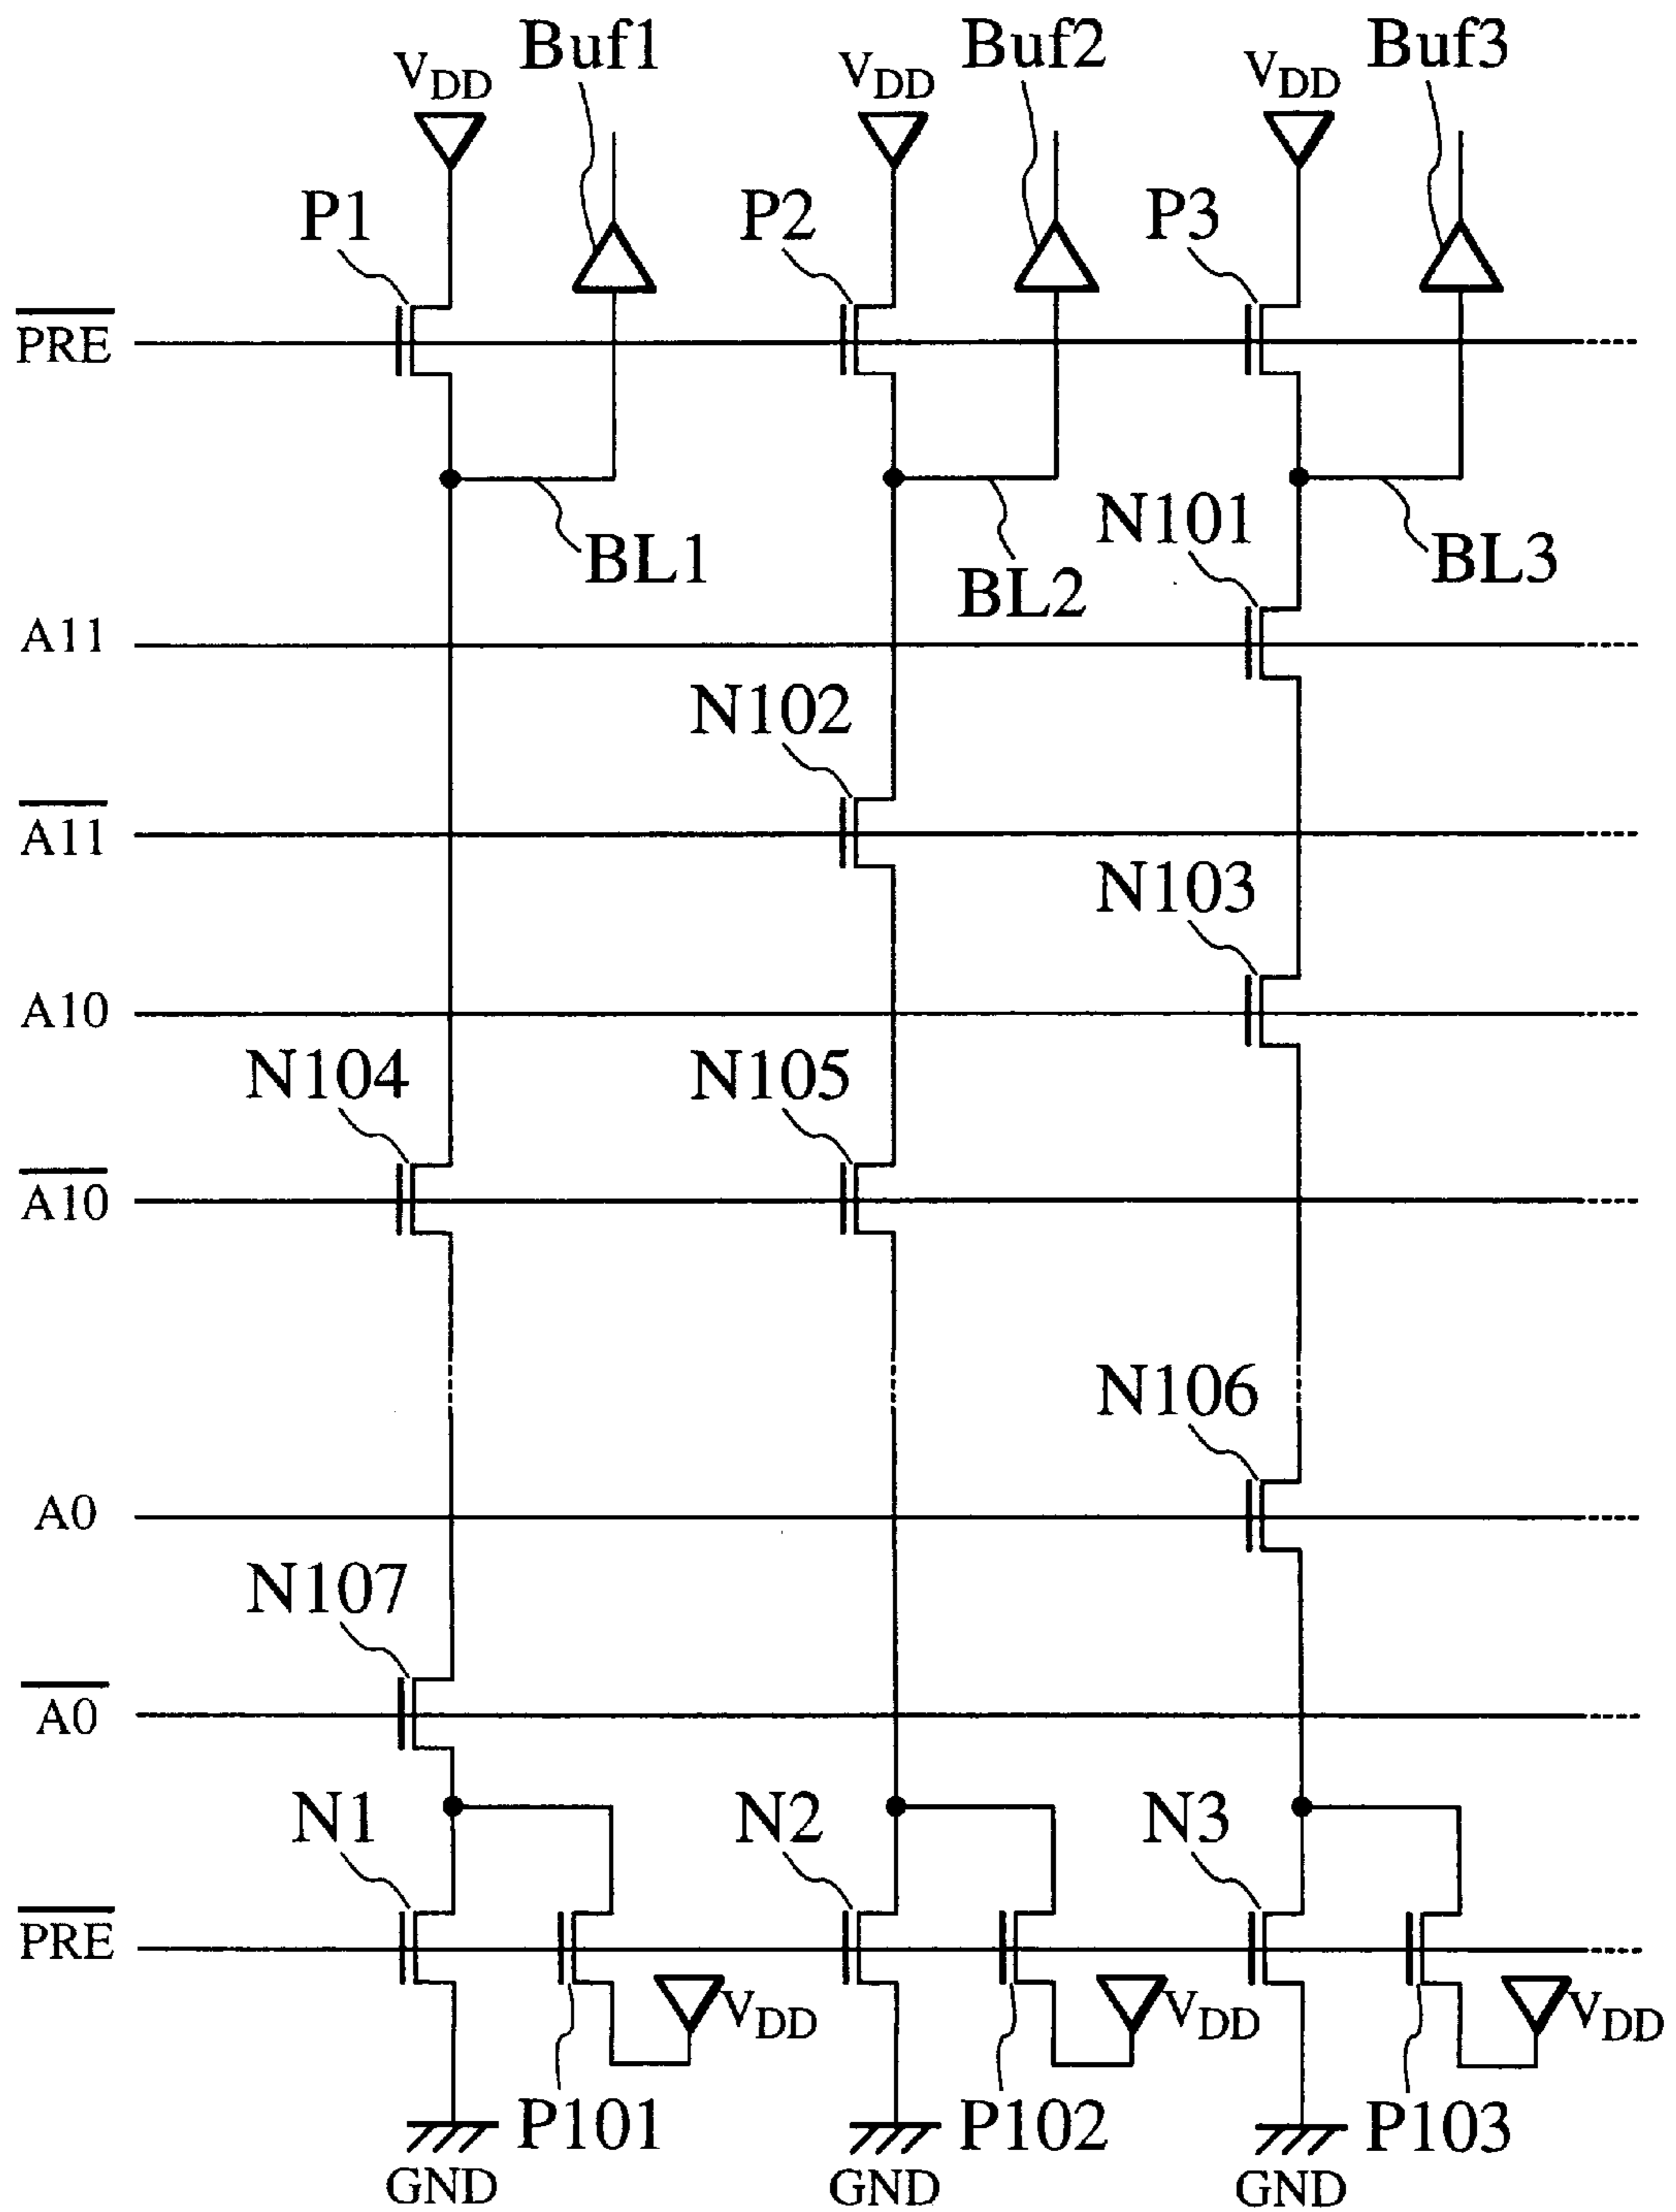 Buf1 Buf2 Buf3
VDD VDD VDD
P1 P2 P3
PRE
N101
BL1 BL2 BL3
A11
N102
A11
N103
A10
N104 N105
A10
N106
A0
N107
A0
N1 N2 N3
PRE
VDD VDD VDD
P101 P102 P103
GND GND GND